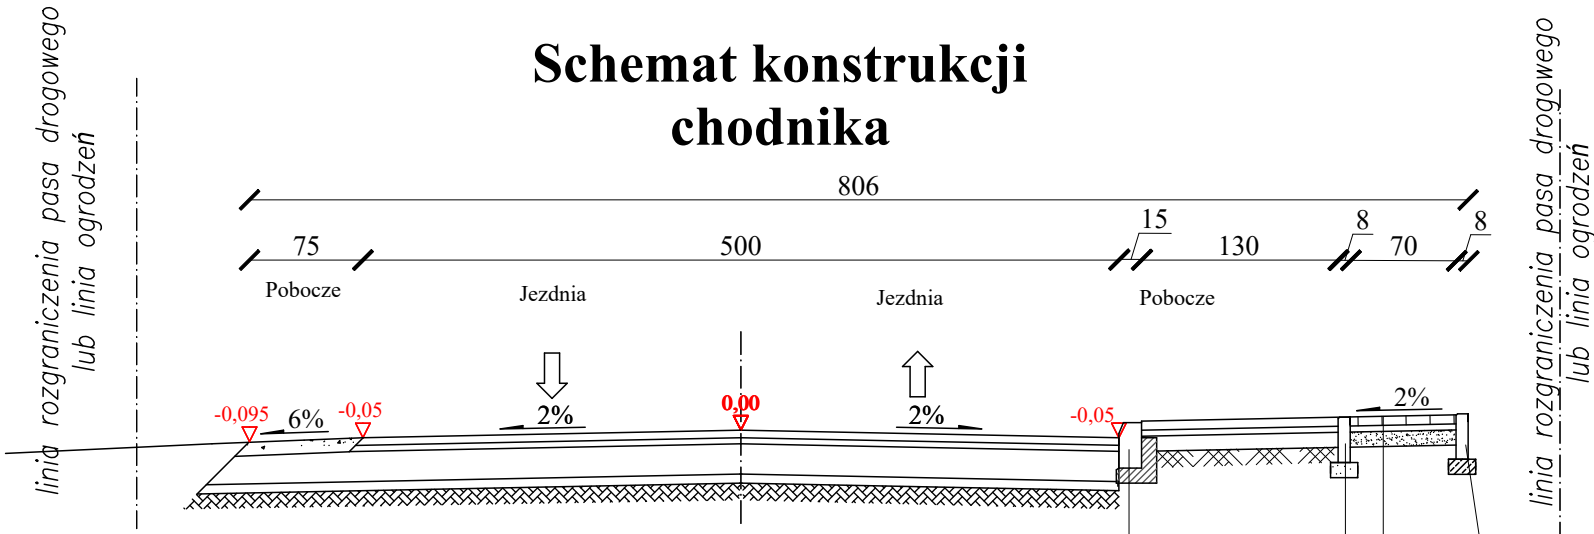 Schemat konstrukcji
chodnika
linia rozgraniczenia pasa drogowego
lub linia ogrodzeń
linia rozgraniczenia pasa drogowego
lub linia ogrodzeń
806
75
500
15
130
8
70
8
Pobocze
Jezdnia
Jezdnia
Pobocze
-0,095
6%
-0,05
2%
0,00
2%
-0,05
2%